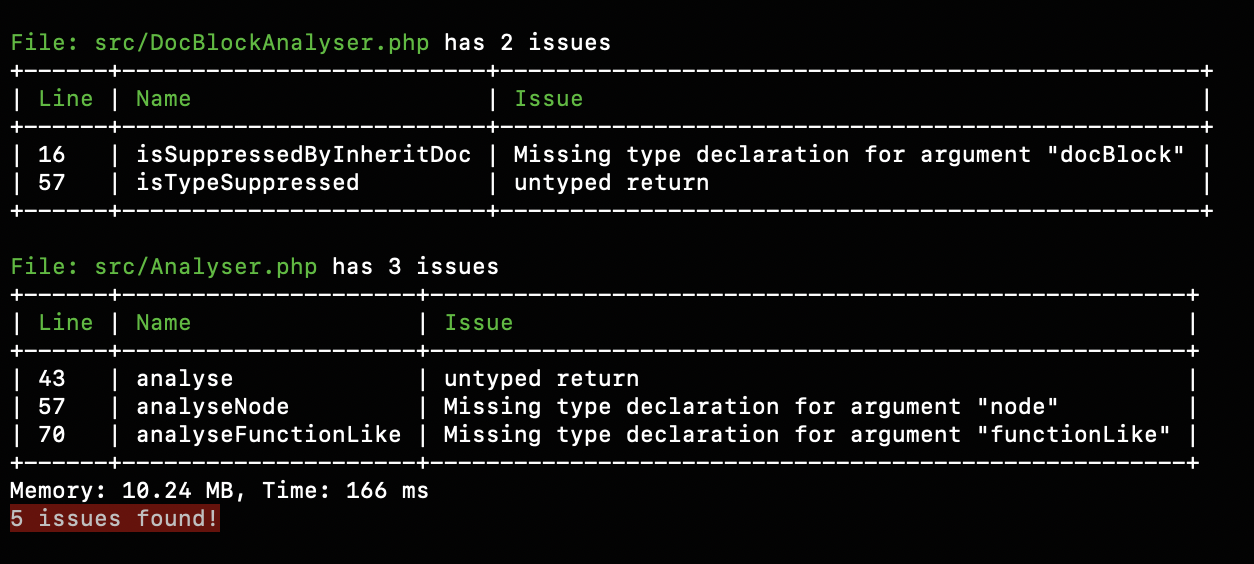 File: src/DocBlockAnalyser.php has 2 issues
+------+--------------------------+--------------------------------------------------+
| Line | Name                     | Issue                                            |
+------+--------------------------+--------------------------------------------------+
| 16   | isSuppressedByInheritDoc | Missing type declaration for argument "docBlock" |
| 57   | isTypeSuppressed         | untyped return                                   |
+------+--------------------------+--------------------------------------------------+
File: src/Analyser.php has 3 issues
+------+---------------------+------------------------------------------------------+
| Line | Name                | Issue                                                |
+------+---------------------+------------------------------------------------------+
| 43   | analyse             | untyped return                                       |
| 57   | analyseNode         | Missing type declaration for argument "node"         |
| 70   | analyseFunctionLike | Missing type declaration for argument "functionLike" |
+------+---------------------+------------------------------------------------------+
Memory: 10.24 MB, Time: 166 ms
5 issues found!